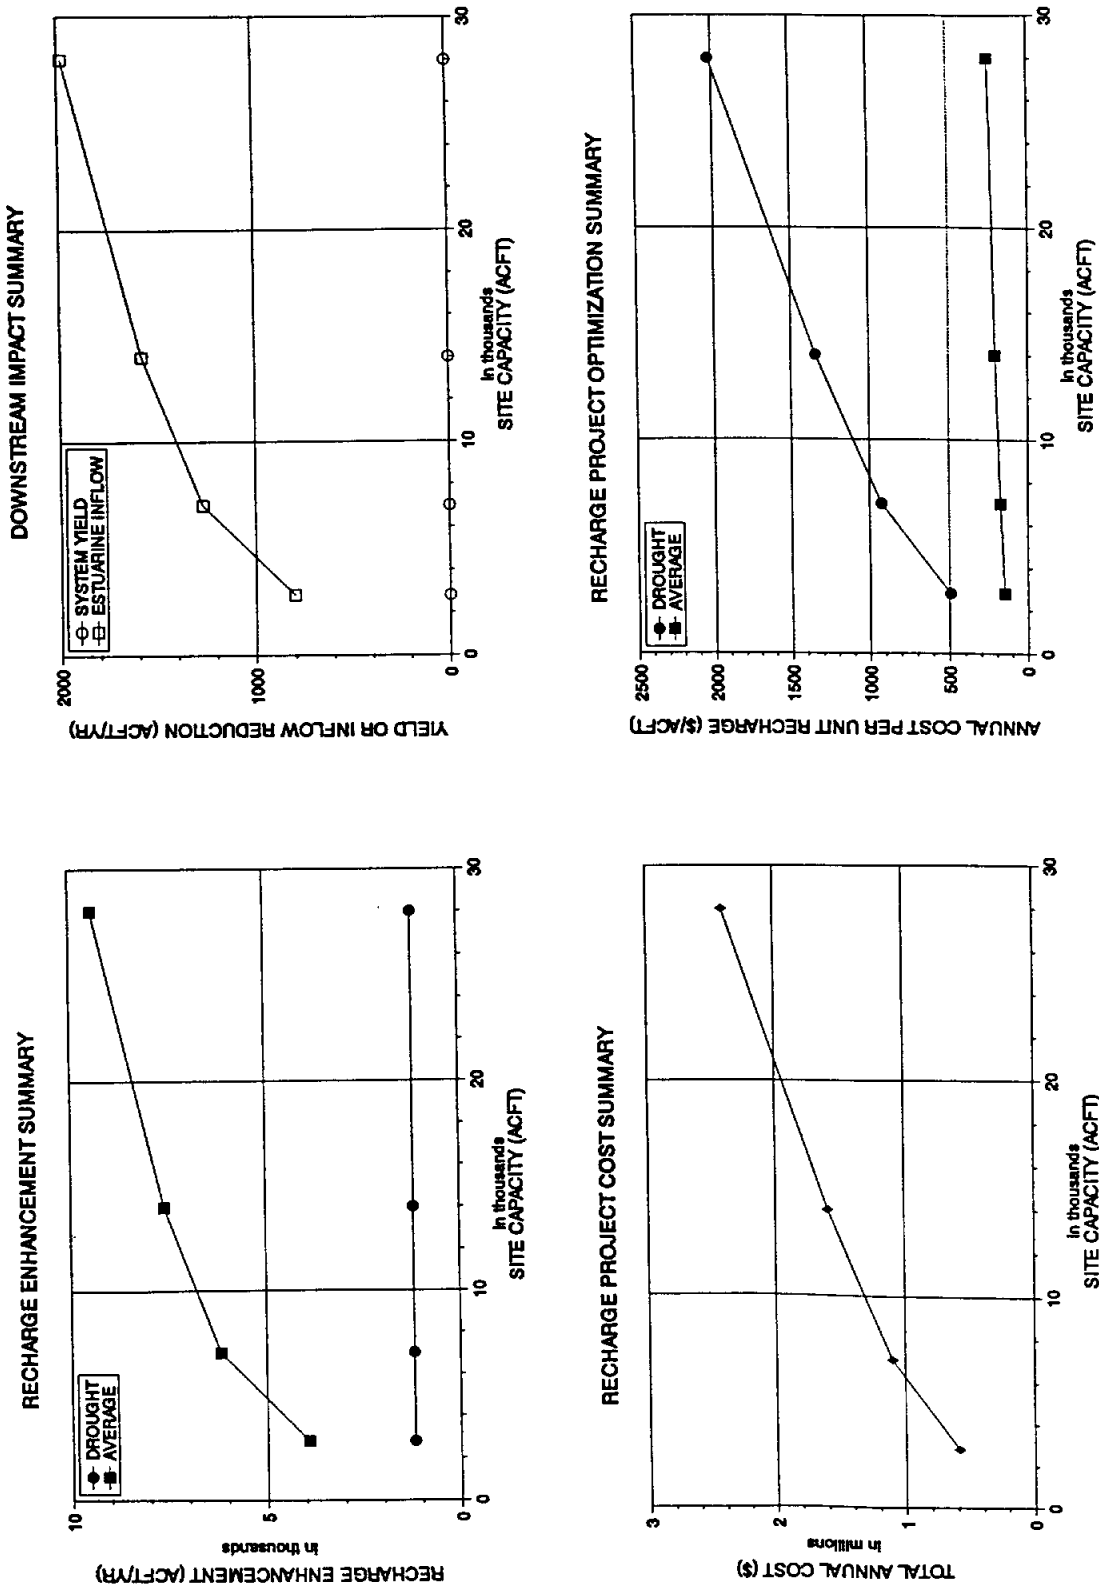 RECHARGE ENHANCEMENT SUMMARY
DROUGHT
AVERAGE
RECHARGE ENHANCEMENT (ACFT/YR)
in thousands
10
5
0
0
10
20
30
In thousands
SITE CAPACITY (ACFT)
DOWNSTREAM IMPACT SUMMARY
SYSTEM YIELD
ESTUARINE INFLOW
YIELD OR INFLOW REDUCTION (ACFT/YR)
2000
1000
0
0
10
20
30
In thousands
SITE CAPACITY (ACFT)
RECHARGE PROJECT COST SUMMARY
TOTAL ANNUAL COST ($)
in millions
3
2
1
0
0
10
20
30
In thousands
SITE CAPACITY (ACFT)
RECHARGE PROJECT OPTIMIZATION SUMMARY
DROUGHT
AVERAGE
ANNUAL COST PER UNIT RECHARGE ($/ACFT)
2500
2000
1500
1000
500
0
0
10
20
30
In thousands
SITE CAPACITY (ACFT)